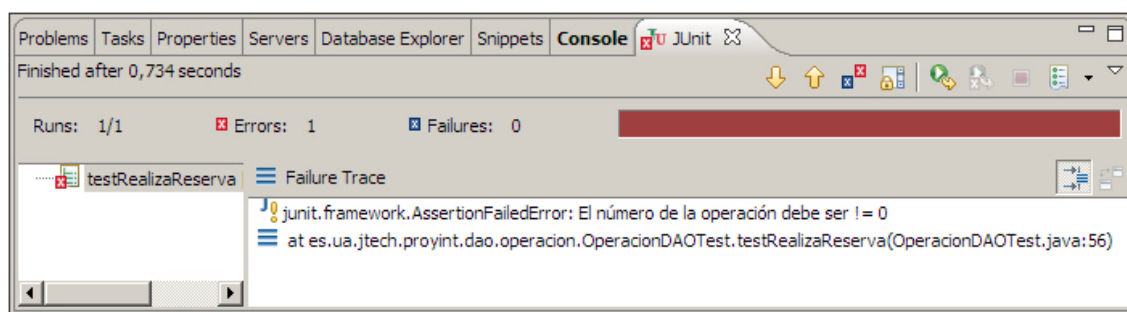 Problems Tasks Properties Servers Database Explorer Snippets Console JUnit
Finished after 0,734 seconds
Runs: 1/1 Errors: 1 Failures: 0
testRealizaReserva Failure Trace
junit.framework.AssertionFailedError: El número de la operación debe ser != 0
at es.ua.jtech.proyint.dao.operacion.OperacionDAOTest.testRealizaReserva(OperacionDAOTest.java:56)